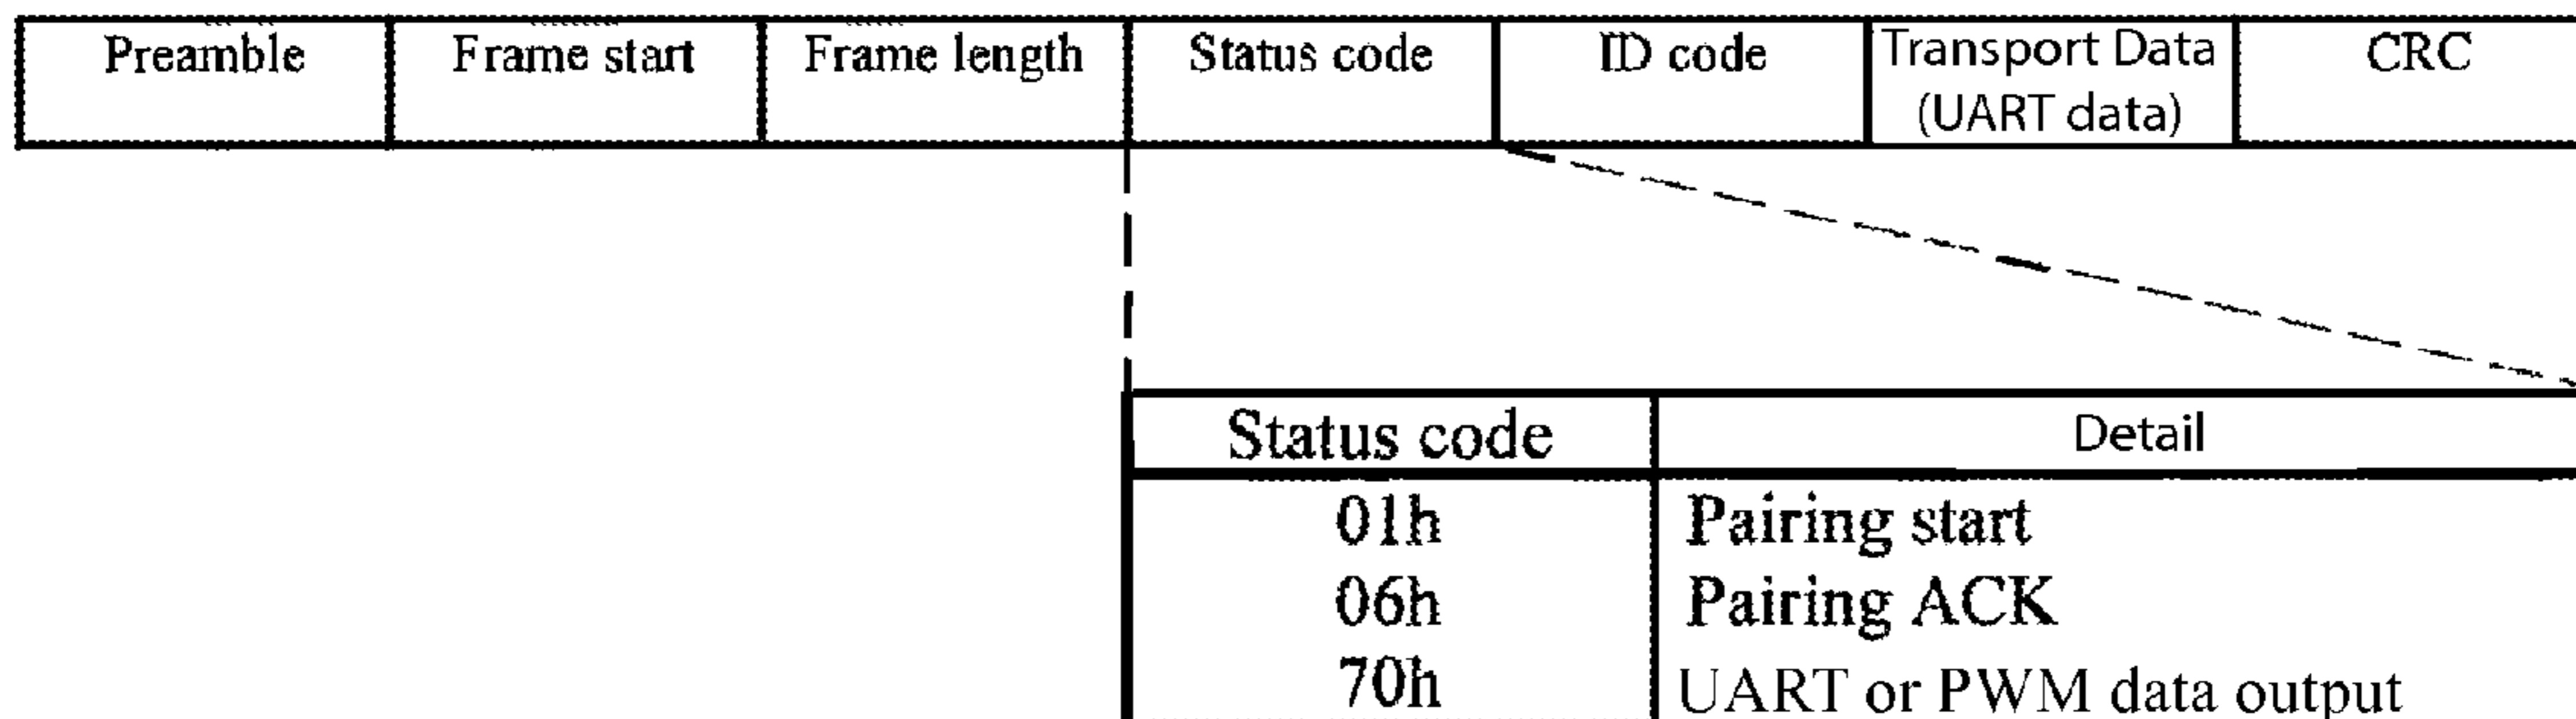 Preamble
Frame start
Frame length
Status code
ID code
Transport Data
(UART data)
CRC
Status code
Detail
01h
Pairing start
06h
Pairing ACK
70h
UART or PWM data output